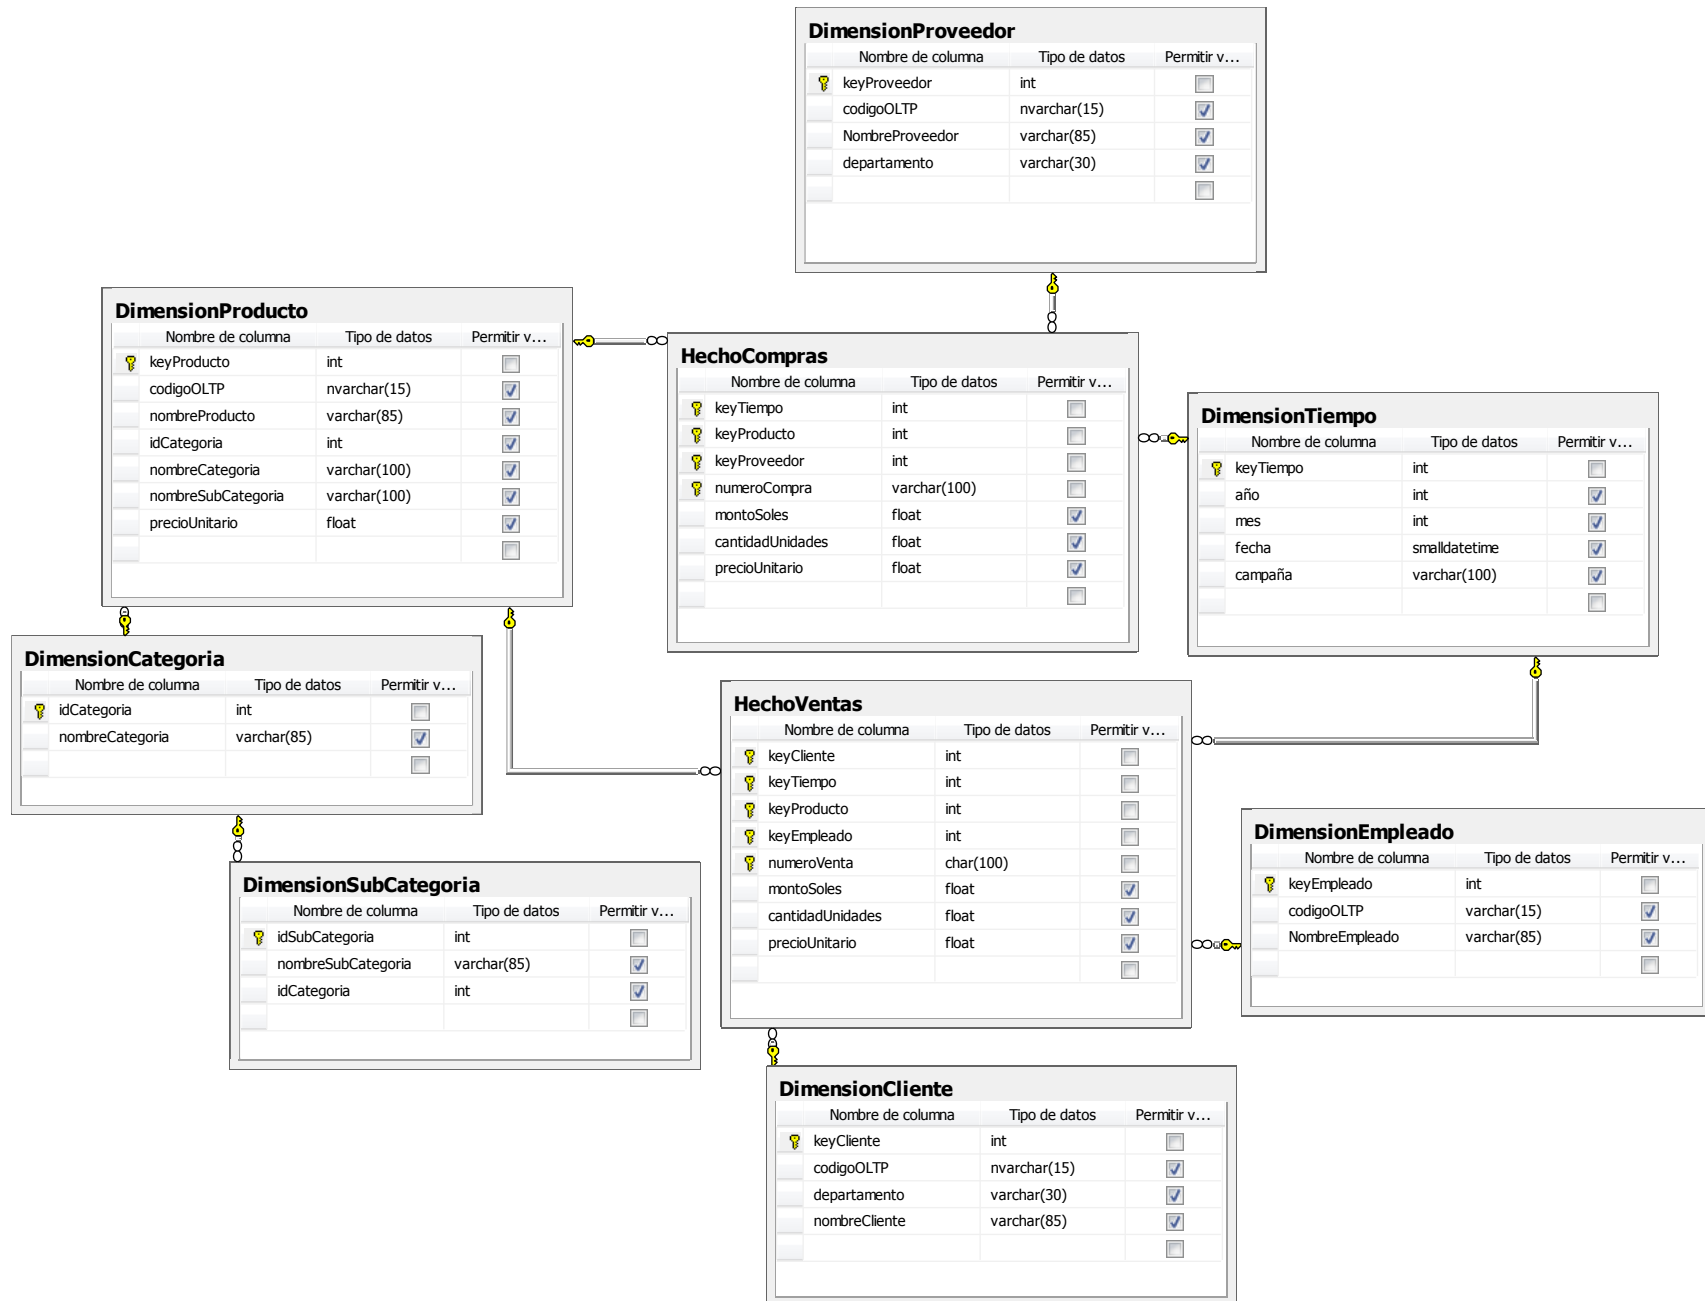 DimensionProveedor
Nombre de columna Tipo de datos Permitir v...
keyProveedor int
codigoOLTP nvarchar(15)
NombreProveedor varchar(85)
departamento varchar(30)
DimensionProducto
Nombre de columna Tipo de datos Permitir v...
keyProducto int
codigoOLTP nvarchar(15)
nombreProducto varchar(85)
idCategoria int
nombreCategoria varchar(100)
nombreSubCategoria varchar(100)
precioUnitario float
HechoCompras
Nombre de columna Tipo de datos Permitir v...
keyTiempo int
keyProducto int
keyProveedor int
numeroCompra varchar(100)
montoSoles float
cantidadUnidades float
precioUnitario float
DimensionTiempo
Nombre de columna Tipo de datos Permitir v...
keyTiempo int
año int
mes int
fecha smalldatetime
campaña varchar(100)
DimensionCategoria
Nombre de columna Tipo de datos Permitir v...
idCategoria int
nombreCategoria varchar(85)
HechoVentas
Nombre de columna Tipo de datos Permitir v...
keyCliente int
keyTiempo int
keyProducto int
keyEmpleado int
numeroVenta char(100)
montoSoles float
cantidadUnidades float
precioUnitario float
DimensionEmpleado
Nombre de columna Tipo de datos Permitir v...
keyEmpleado int
codigoOLTP varchar(15)
NombreEmpleado varchar(85)
DimensionSubCategoria
Nombre de columna Tipo de datos Permitir v...
idSubCategoria int
nombreSubCategoria varchar(85)
idCategoria int
DimensionCliente
Nombre de columna Tipo de datos Permitir v...
keyCliente int
codigoOLTP nvarchar(15)
departamento varchar(30)
nombreCliente varchar(85)